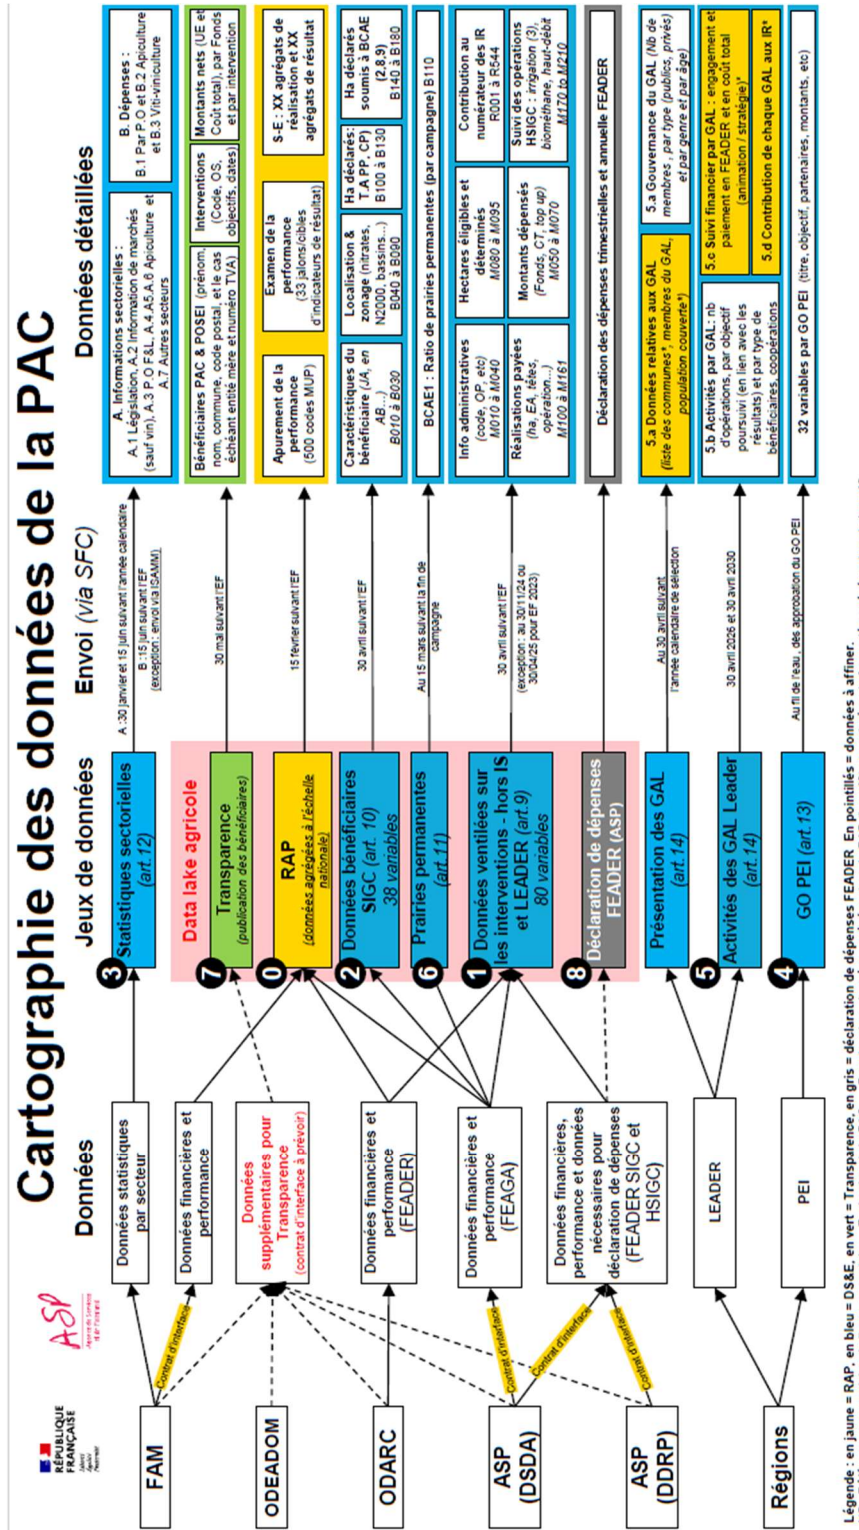 Cartographie des données de la PAC
RÉPUBLIQUE
FRANÇAISE
Liberté
Égalité
Fraternité
ASP
Agence de Services
et de Paiement
Données
Jeux de données
Envoi (via SFC)
Données détaillées
FAM
ODEADOM
ODARC
ASP
(DSDA)
ASP
(DDRP)
Régions
Contrat d'interface
Contrat d'interface
Contrat d'interface
Contrat d'interface
Données statistiques
par secteur
Données financières et
performance
Données
supplémentaires pour
Transparence
(contrat d'interface à prévoir)
Données financières et
performance
(FEADER)
Données financières et
performance
(FEAGA)
Données financières,
performance et données
nécessaires pour
déclaration de dépenses
(FEADER SIGC et
HSIGC)
LEADER
PEI
3
Statistiques sectorielles
(art.12)
Data lake agricole
7
Transparence
(publication des bénéficiaires)
0
RAP
(données agrégées à l'échelle
nationale)
2
Données bénéficiaires
SIGC (art. 10)
38 variables
6
Prairies permanentes
(art.11)
1
Données ventilées sur
les interventions - hors IS
et LEADER (art.9)
80 variables
8
Déclaration de dépenses
FEADER (ASP)
Présentation des GAL
(art.14)
5
Activités des GAL Leader
(art.14)
4
GO PEI (art.13)
A :30 janvier et 15 juin suivant l'année calendaire
B :15 juin suivant l'EF
(exception : envoi via ISAMM)
30 mai suivant l'EF
15 février suivant l'EF
30 avril suivant l'EF
Au 15 mars suivant la fin de
campagne
30 avril suivant l'EF
(exception : au 30/11/24 ou
30/04/25 pour EF 2023)
Au 30 avril suivant
l'année calendaire de sélection
30 avril 2026 et 30 avril 2030
Au fil de l'eau, dès approbation du GO PEI
A. Informations sectorielles :
A.1 Législation, A.2 Information de marchés
(sauf vin), A.3 P.O F&L, A.4.A5.A.6 Apiculture et
A.7 Autres secteurs
B. Dépenses :
B.1 Par P.O et B.2 Apiculture
et B.3 Viti-viniculture
Bénéficiaires PAC & POSEI (prénom,
nom, commune, code postal, et le cas
échéant entité mère et numéro TVA)
Interventions
(Code, OS,
objectifs, dates)
Montants nets (UE et
Coût total), par Fonds
et par intervention
Apurement de la
performance
(500 codes MUP)
Examen de la
performance
(33 jalons/cibles
d'indicateurs de résultat)
S-E : XX agrégats de
réalisation et XX
agrégats de résultat
Caractéristiques du
bénéficiaire (JA, en
AB...)
B010 à B030
Localisation &
zonage (nitrates,
N2000, bassins...)
B040 à B090
Ha déclarés:
T.A PP, CP)
B100 à B130
Ha déclarés
soumis à BCAE
(2,8,9)
B140 à B180
BCAE1 : Ratio de prairies permanentes (par campagne) B110
Info administratives
(code, OP, etc)
M010 à M040
Hectares éligibles et
déterminés
M080 à M095
Contribution au
numérateur des IR
R001 à R544
Réalisations payées
(ha, EA, têtes,
opération...)
M100 à M161
Montants dépensés
(Fonds, CT, top up)
M050 à M070
Suivi des opérations
HSIGC : irrigation (3),
biométhane, haut-débit
M170 to M210
Déclaration des dépenses trimestrielles et annuelle FEADER
5.a Données relatives aux GAL
(liste des communes*, membres du GAL,
population couverte*)
5.a Gouvernance du GAL (Nb de
membres, par type (publics, privés)
et par genre et par âge)
5.b Activités par GAL: nb
d'opérations, par objectif
poursuivi (en lien avec les
résultats) et par type de
bénéficiaires, coopérations
5.c Suivi financier par GAL : engagement et
paiement en FEADER et en coût total
(animation / stratégie)*
5.d Contribution de chaque GAL aux IR*
32 variables par GO PEI (titre, objectif, partenaires, montants, etc)
Légende : en jaune = RAP, en bleu = DS&E, en vert = Transparence, en gris = déclaration de dépenses FEADER. En pointillés = données à affiner.